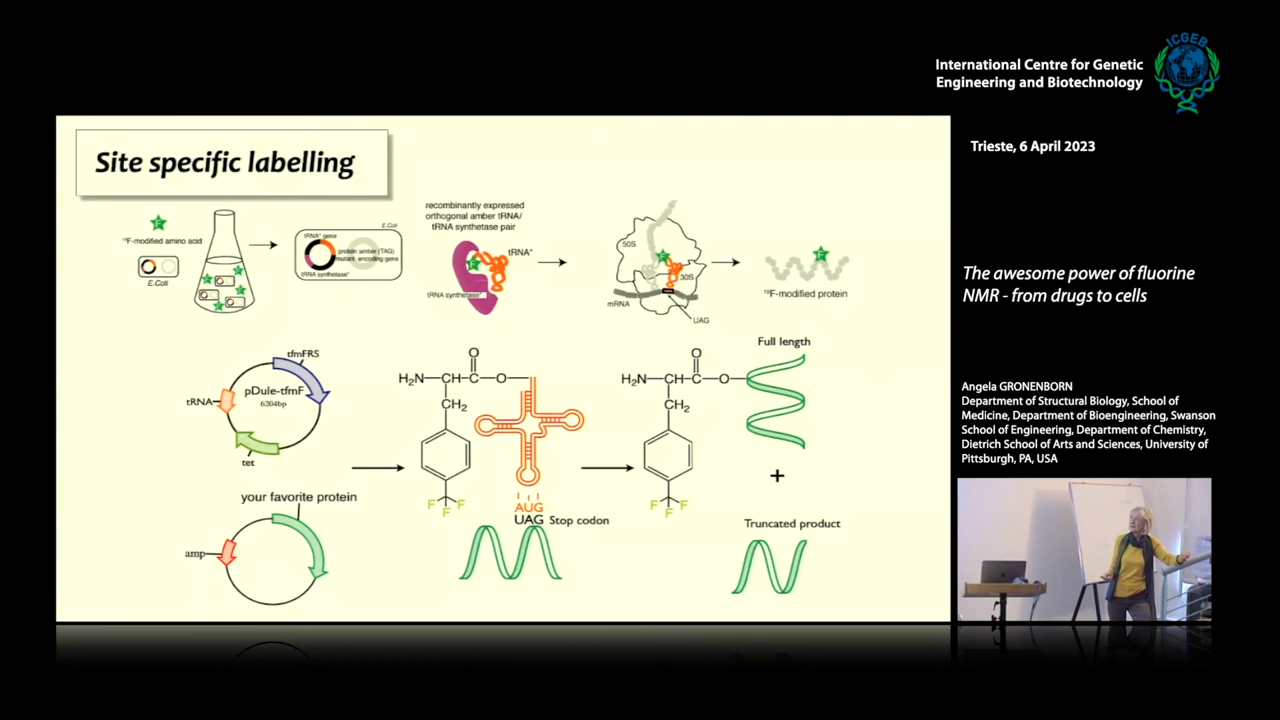 ICGEB
International Centre for Genetic
Engineering and Biotechnology
Trieste, 6 April 2023
The awesome power of fluorine
NMR - from drugs to cells
Angela GRONENBORN
Department of Structural Biology, School of
Medicine, Department of Bioengineering, Swanson
School of Engineering, Department of Chemistry,
Dietrich School of Arts and Sciences, University of
Pittsburgh, PA, USA
Site specific labelling
F
¹⁹F-modified amino acid
E.Coli
E.Coli
tRNA* gene
protein amber (TAG)
mutant encoding gene
tRNA synthetase*
recombinantly expressed
orthogonal amber tRNA/
tRNA synthetase pair
F
tRNA*
tRNA synthetase*
50S
F
30S
mRNA
UAG
F
¹⁹F-modified protein
tfmFRS
pDule-tfmF
6204bp
tRNA
tet
your favorite protein
amp
O
H₂N—CH—C—O
CH₂
F F
F
AUG
UAG Stop codon
Full length
O
H₂N—CH—C—O
CH₂
F F
F
+
Truncated product